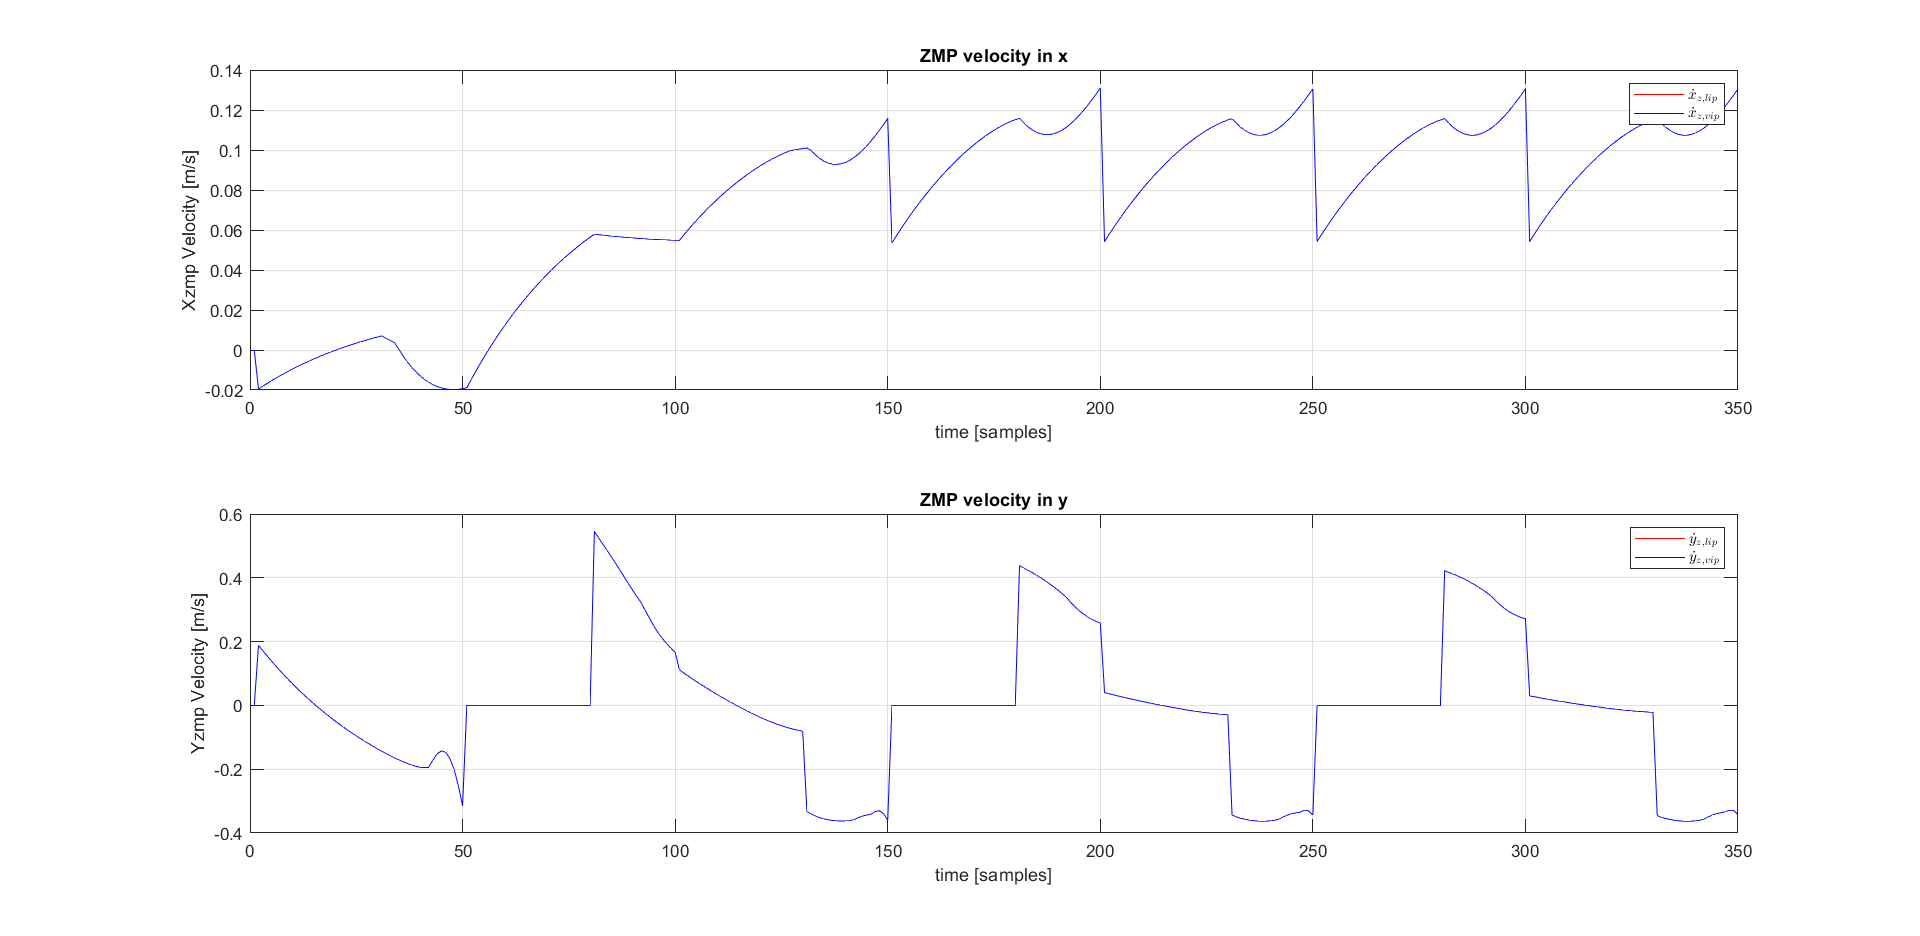 ZMP velocity in x
0.14
0.12
0.1
0.08
0.06
0.04
0.02
0
-0.02
Xzmp Velocity [m/s]
ẋz,lip
ẋz,vip
0 50 100 150 200 250 300 350
time [samples]
ZMP velocity in y
0.6
0.4
0.2
0
-0.2
-0.4
Yzmp Velocity [m/s]
ẏz,lip
ẏz,vip
0 50 100 150 200 250 300 350
time [samples]